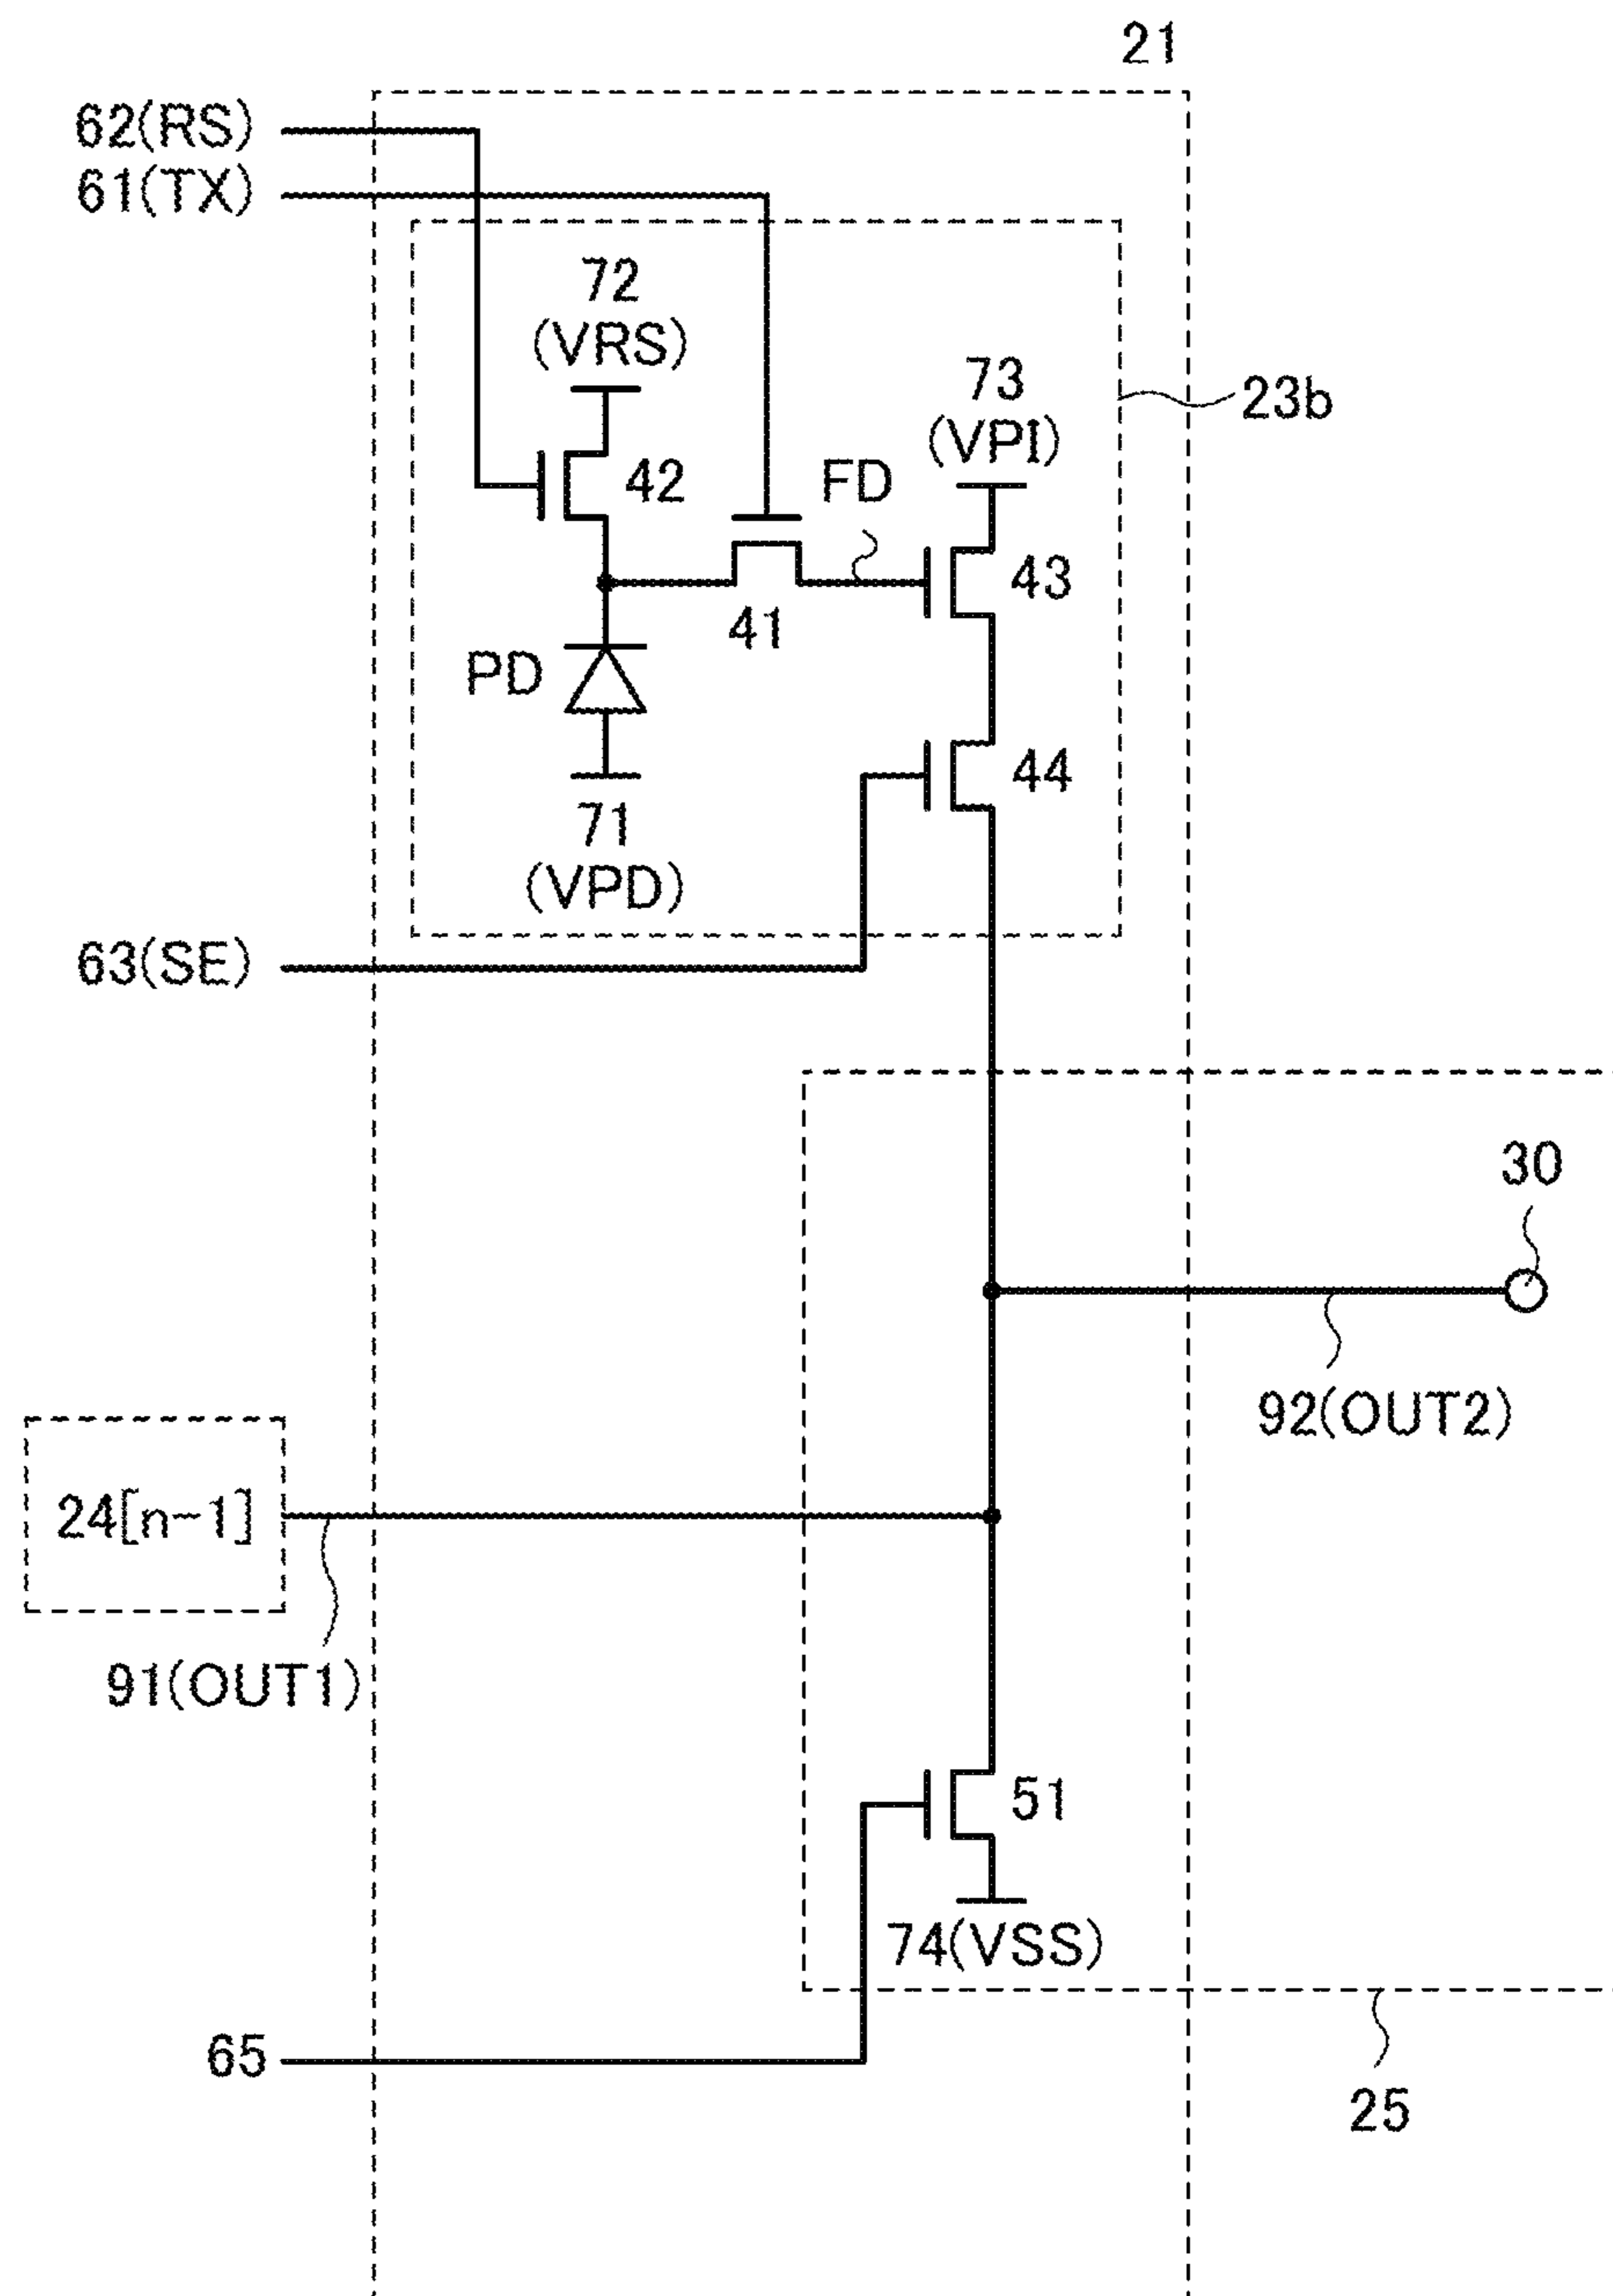 21
62(RS)
61(TX)
72
(VRS)
73
(VPI)
23b
42
FD
43
41
PD
44
71
(VPD)
63(SE)
30
92(OUT2)
24[n-1]
91(OUT1)
51
74(VSS)
65
25